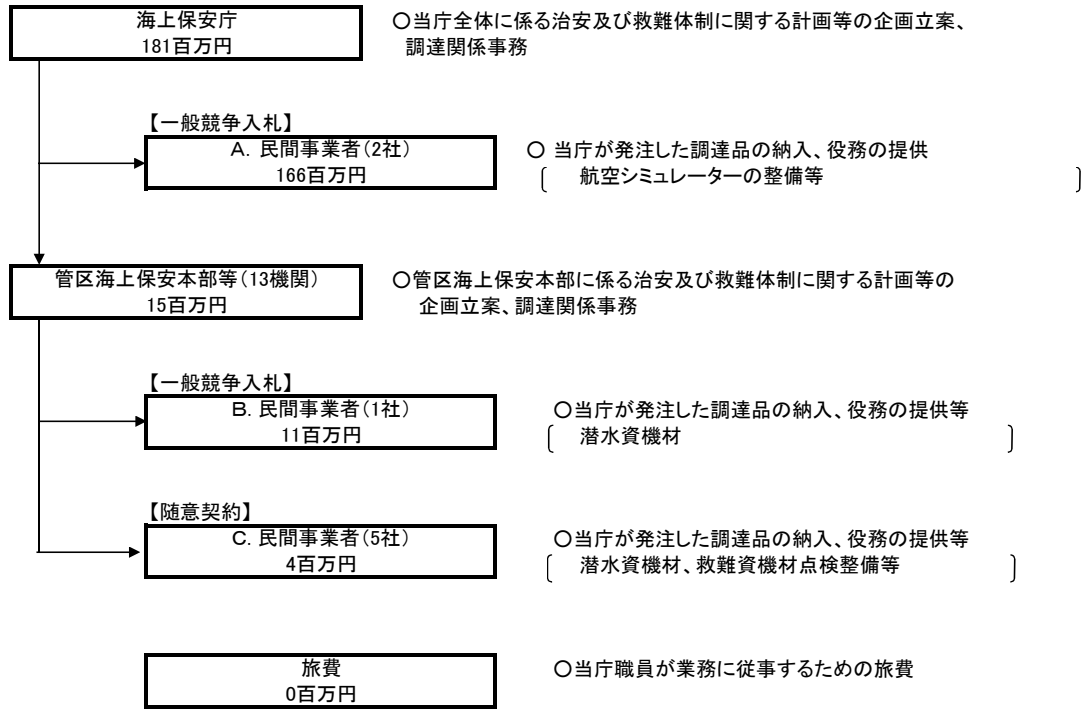 海上保安庁
181百万円
○当庁全体に係る治安及び救難体制に関する計画等の企画立案、
調達関係事務
【一般競争入札】
A. 民間事業者(2社)
166百万円
○ 当庁が発注した調達品の納入、役務の提供
航空シミュレーターの整備等
管区海上保安本部等(13機関)
15百万円
○管区海上保安本部に係る治安及び救難体制に関する計画等の
企画立案、調達関係事務
【一般競争入札】
B. 民間事業者(1社)
11百万円
○当庁が発注した調達品の納入、役務の提供等
潜水資機材
【随意契約】
C. 民間事業者(5社)
4百万円
○当庁が発注した調達品の納入、役務の提供等
潜水資機材、救難資機材点検整備等
旅費
0百万円
○当庁職員が業務に従事するための旅費